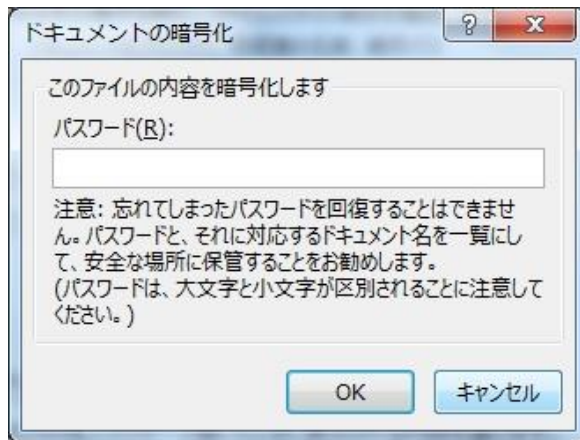 ドキュメントの暗号化
このファイルの内容を暗号化します
パスワード(R):
注意: 忘れてしまったパスワードを回復することはできませ
ん。パスワードと、それに対応するドキュメント名を一覧にし
て、安全な場所に保管することをお勧めします。
(パスワードは、大文字と小文字が区別されることに注意して
ください。)
OK
キャンセル